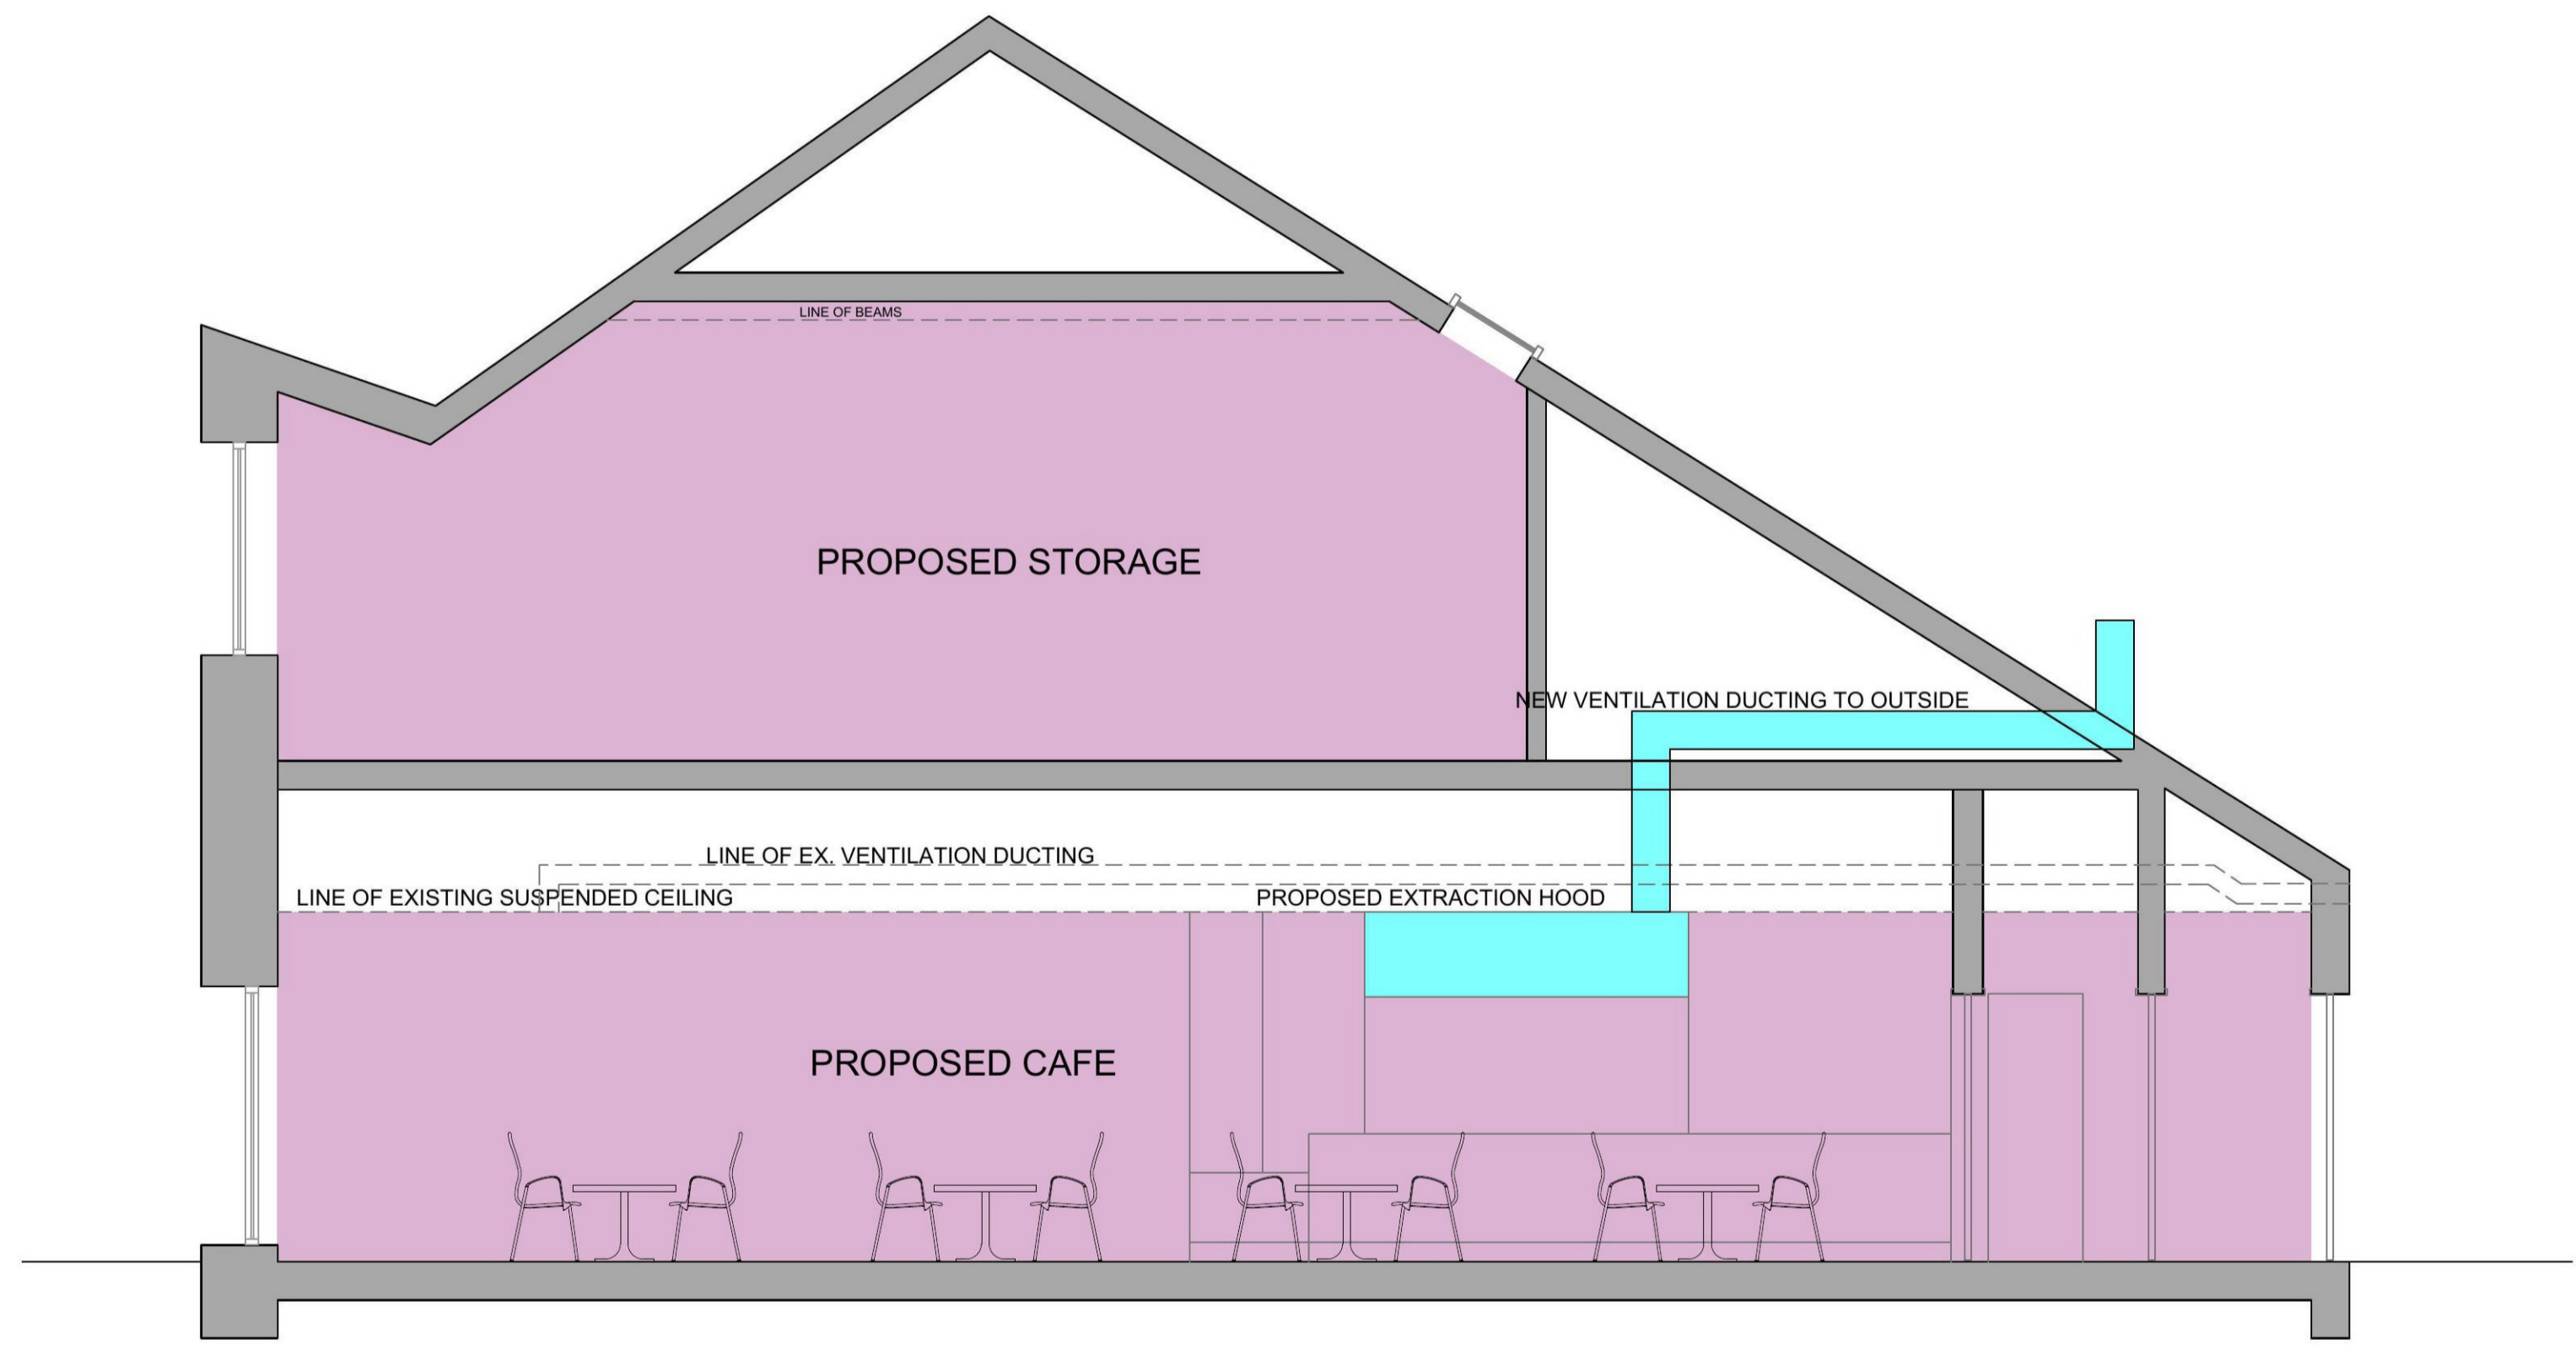 LINE OF BEAMS
PROPOSED STORAGE
NEW VENTILATION DUCTING TO OUTSIDE
LINE OF EX. VENTILATION DUCTING
LINE OF EXISTING SUSPENDED CEILING
PROPOSED EXTRACTION HOOD
PROPOSED CAFE